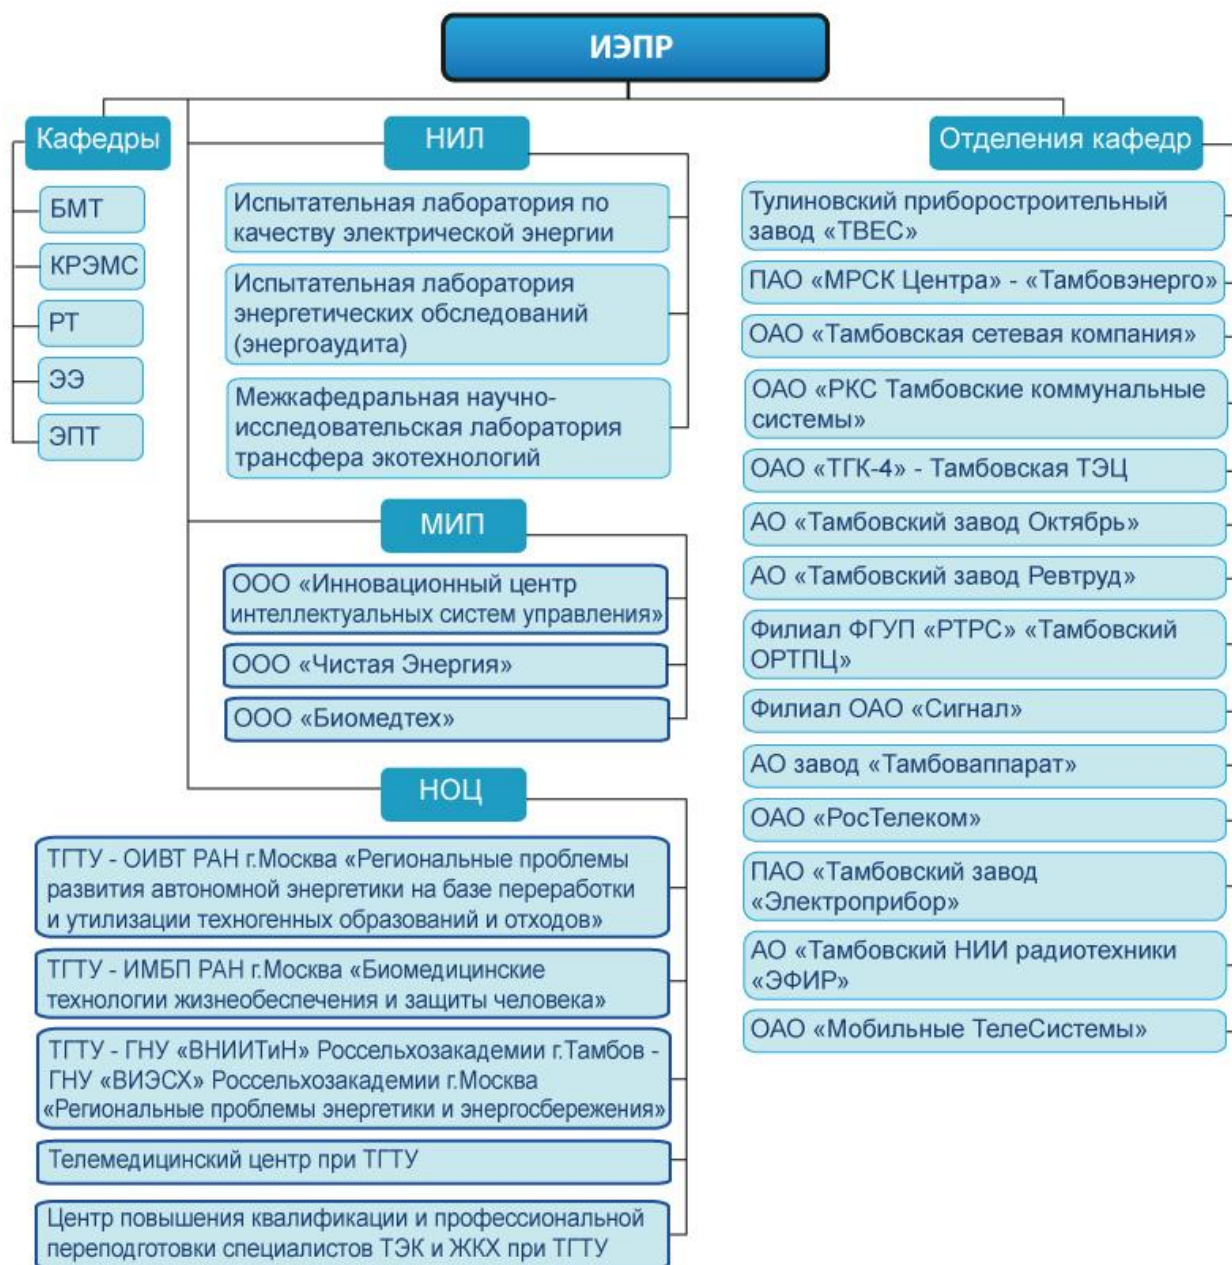 ИЭПР
Кафедры
БМТ
КРЭМС
РТ
ЭЭ
ЭПТ
НИЛ
Испытательная лаборатория по
качеству электрической энергии
Испытательная лаборатория
энергетических обследований
(энергоаудита)
Межкафедральная научно-
исследовательская лаборатория
трансфера экотехнологий
МИП
ООО «Инновационный центр
интеллектуальных систем управления»
ООО «Чистая Энергия»
ООО «Биомедтех»
НОЦ
ТГТУ - ОИВТ РАН г.Москва «Региональные проблемы
развития автономной энергетики на базе переработки
и утилизации техногенных образований и отходов»
ТГТУ - ИМБП РАН г.Москва «Биомедицинские
технологии жизнеобеспечения и защиты человека»
ТГТУ - ГНУ «ВНИИТиН» Россельхозакадемии г.Тамбов -
ГНУ «ВИЭСХ» Россельхозакадемии г.Москва
«Региональные проблемы энергетики и энергосбережения»
Телемедицинский центр при ТГТУ
Центр повышения квалификации и профессиональной
переподготовки специалистов ТЭК и ЖКХ при ТГТУ
Отделения кафедр
Тулиновский приборостроительный
завод «ТВЕС»
ПАО «МРСК Центра» - «Тамбовэнерго»
ОАО «Тамбовская сетевая компания»
ОАО «РКС Тамбовские коммунальные
системы»
ОАО «ТГК-4» - Тамбовская ТЭЦ
АО «Тамбовский завод Октябрь»
АО «Тамбовский завод Ревтруд»
Филиал ФГУП «РТРС» «Тамбовский
ОРТПЦ»
Филиал ОАО «Сигнал»
АО завод «Тамбоваппарат»
ОАО «РосТелеком»
ПАО «Тамбовский завод
«Электроприбор»
АО «Тамбовский НИИ радиотехники
«ЭФИР»
ОАО «Мобильные ТелеСистемы»